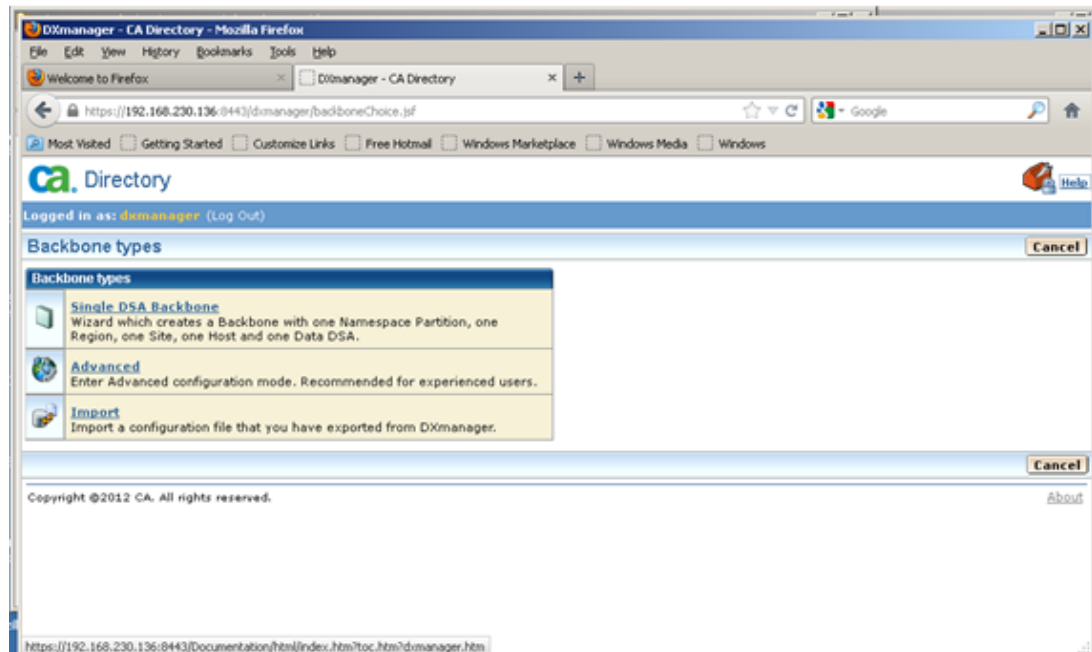 DXmanager - CA Directory - Mozilla Firefox
File Edit View History Bookmarks Tools Help
Welcome to Firefox × DXmanager - CA Directory × +
https://192.168.230.136:8443/dxmanager/backboneChoice.jsf Google
Most Visited Getting Started Customize Links Free Hotmail Windows Marketplace Windows Media Windows
ca. Directory Help
Logged in as: dxmanager (Log Out)
Backbone types Cancel
Backbone types
Single DSA Backbone
Wizard which creates a Backbone with one Namespace Partition, one
Region, one Site, one Host and one Data DSA.
Advanced
Enter Advanced configuration mode. Recommended for experienced users.
Import
Import a configuration file that you have exported from DXmanager.
Cancel
Copyright ©2012 CA. All rights reserved. About
https://192.168.230.136:8443/Documentation/html/index.htm?toc.htm?dxmanager.htm